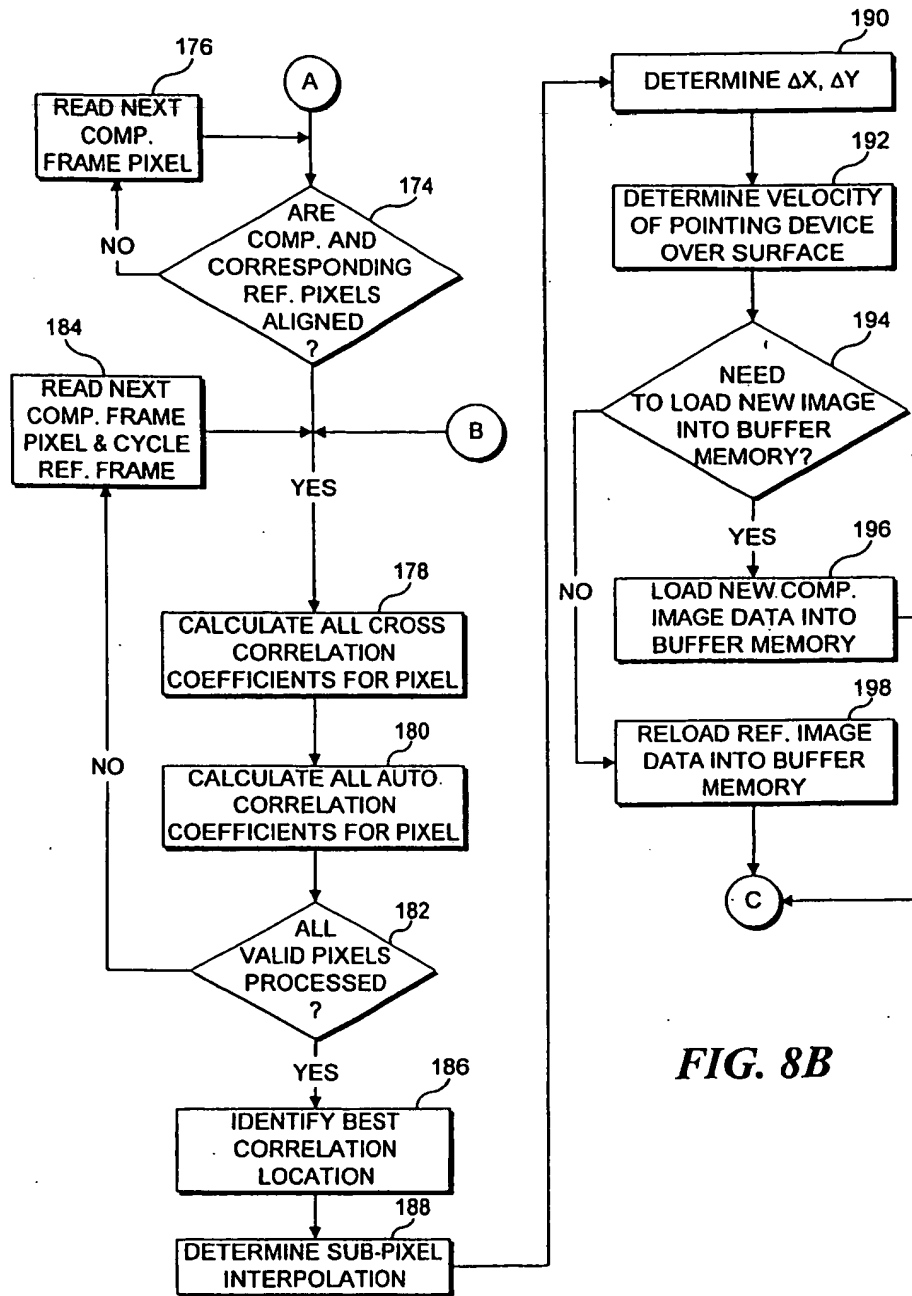 176
A
READ NEXT
COMP.
FRAME PIXEL
174
ARE
COMP. AND
CORRESPONDING
REF. PIXELS
ALIGNED
?
NO
184
READ NEXT
COMP. FRAME
PIXEL & CYCLE
REF. FRAME
B
YES
178
CALCULATE ALL CROSS
CORRELATION
COEFFICIENTS FOR PIXEL
NO
180
CALCULATE ALL AUTO
CORRELATION
COEFFICIENTS FOR PIXEL
182
ALL
VALID PIXELS
PROCESSED
?
YES
186
IDENTIFY BEST
CORRELATION
LOCATION
188
DETERMINE SUB-PIXEL
INTERPOLATION
190
DETERMINE ΔX, ΔY
192
DETERMINE VELOCITY
OF POINTING DEVICE
OVER SURFACE
194
NEED
TO LOAD NEW IMAGE
INTO BUFFER
MEMORY?
YES
196
NO
LOAD NEW COMP.
IMAGE DATA INTO
BUFFER MEMORY
198
RELOAD REF. IMAGE
DATA INTO BUFFER
MEMORY
C
FIG. 8B